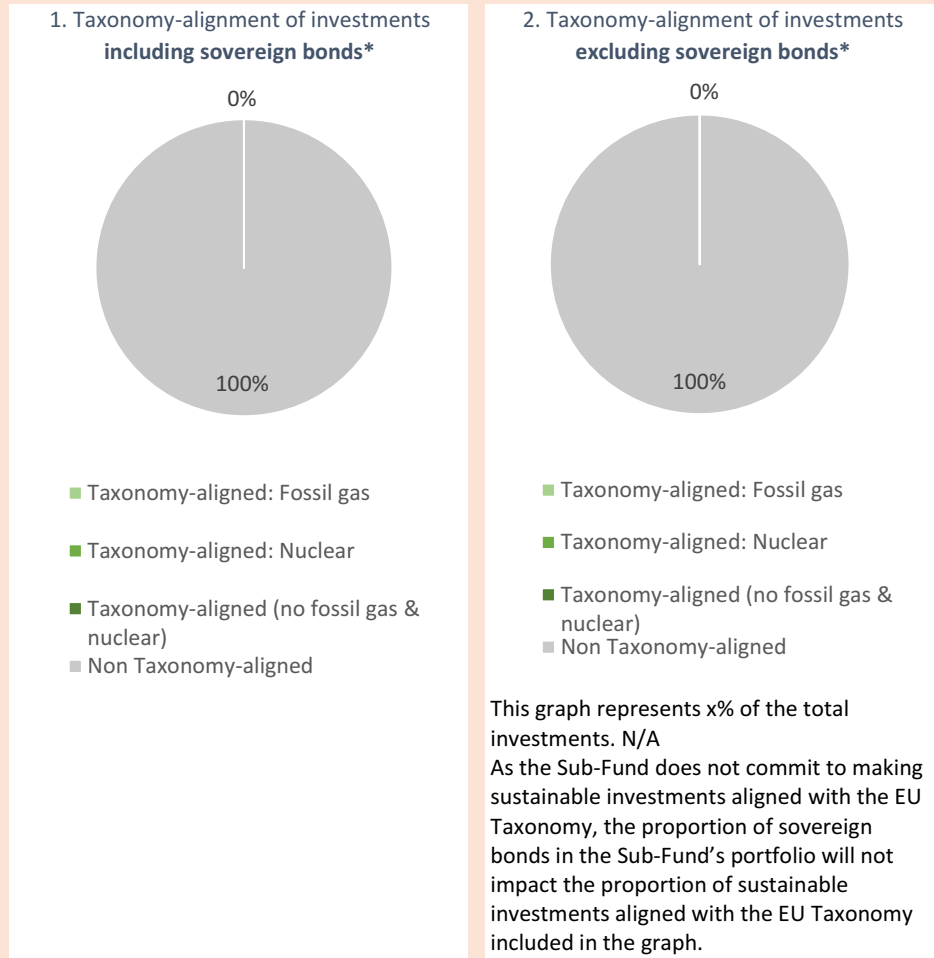 1. Taxonomy-alignment of investments
including sovereign bonds*
0%
100%
Taxonomy-aligned: Fossil gas
Taxonomy-aligned: Nuclear
Taxonomy-aligned (no fossil gas &
nuclear)
Non Taxonomy-aligned
2. Taxonomy-alignment of investments
excluding sovereign bonds*
0%
100%
Taxonomy-aligned: Fossil gas
Taxonomy-aligned: Nuclear
Taxonomy-aligned (no fossil gas &
nuclear)
Non Taxonomy-aligned
This graph represents x% of the total
investments. N/A
As the Sub-Fund does not commit to making
sustainable investments aligned with the EU
Taxonomy, the proportion of sovereign
bonds in the Sub-Fund's portfolio will not
impact the proportion of sustainable
investments aligned with the EU Taxonomy
included in the graph.